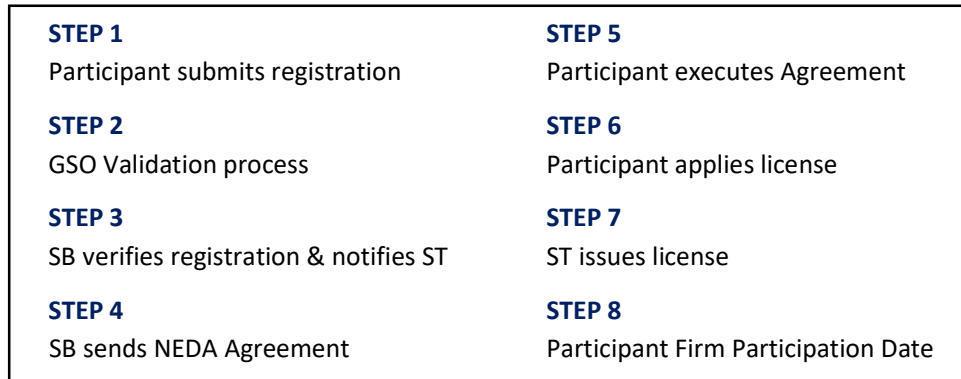 STEP 1
Participant submits registration
STEP 2
GSO Validation process
STEP 3
SB verifies registration & notifies ST
STEP 4
SB sends NEDA Agreement
STEP 5
Participant executes Agreement
STEP 6
Participant applies license
STEP 7
ST issues license
STEP 8
Participant Firm Participation Date